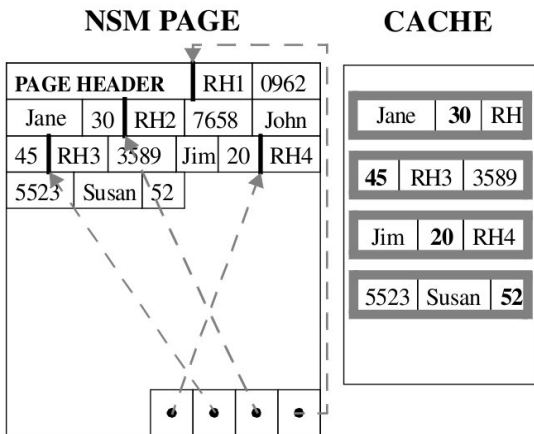 NSM PAGE
CACHE
PAGE HEADER RH1 0962
Jane 30 RH2 7658 John
45 RH3 3589 Jim 20 RH4
5523 Susan 52
Jane 30 RH
45 RH3 3589
Jim 20 RH4
5523 Susan 52